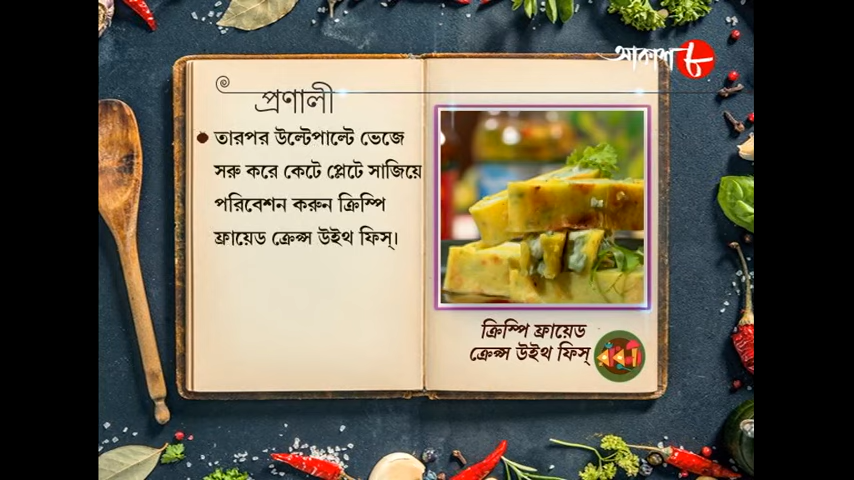 আকাশ ৮
প্রণালী
তারপর উল্টেপাল্টে ভেজে
সরু করে কেটে প্লেটে সাজিয়ে
পরিবেশন করুন ক্রিস্পি
ফ্রায়েড ক্রেপ্স উইথ ফিস্।
ক্রিস্পি ফ্রায়েড
ক্রেপ্স উইথ ফিস্